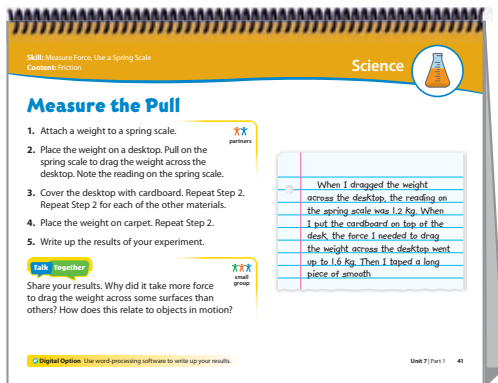 Skill: Measure Force, Use a Spring Scale
Content: Friction
Science
Measure the Pull
1. Attach a weight to a spring scale.
partners
2. Place the weight on a desktop. Pull on the
spring scale to drag the weight across the
desktop. Note the reading on the spring scale.
3. Cover the desktop with cardboard. Repeat Step 2.
Repeat Step 2 for each of the other materials.
4. Place the weight on carpet. Repeat Step 2.
5. Write up the results of your experiment.
Talk Together
small
group
Share your results. Why did it take more force
to drag the weight across some surfaces than
others? How does this relate to objects in motion?
When I dragged the weight
across the desktop, the reading on
the spring scale was 1.2 kg. When
I put the cardboard on top of the
desk, the force I needed to drag
the weight across the desktop went
up to 1.6 kg. Then I taped a long
piece of smooth
Digital Option Use word-processing software to write up your results.
Unit 7 | Part 1 41